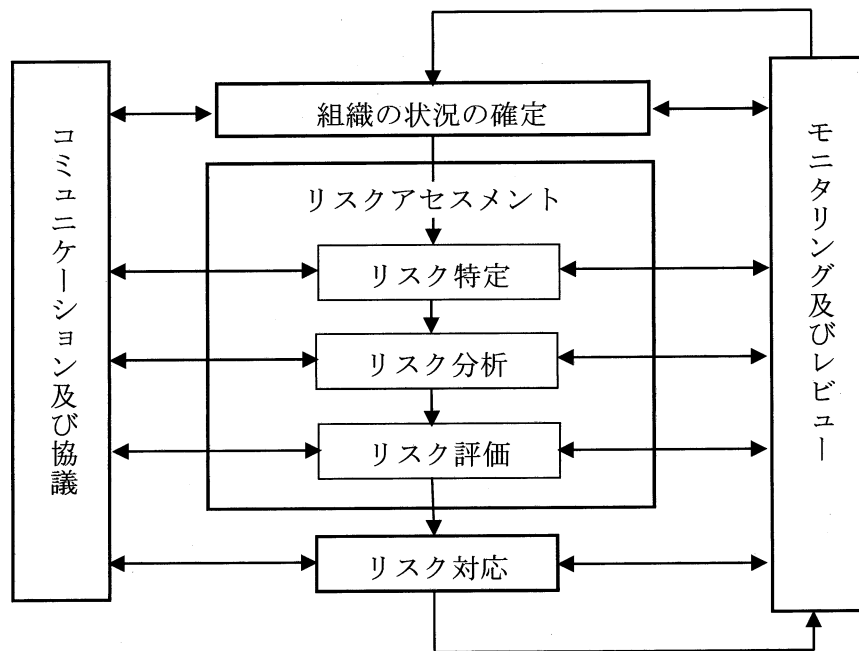 組織の状況の確定
コミュニケーション及び協議
リスクアセスメント
リスク特定
リスク分析
リスク評価
リスク対応
モニタリング及びレビュー